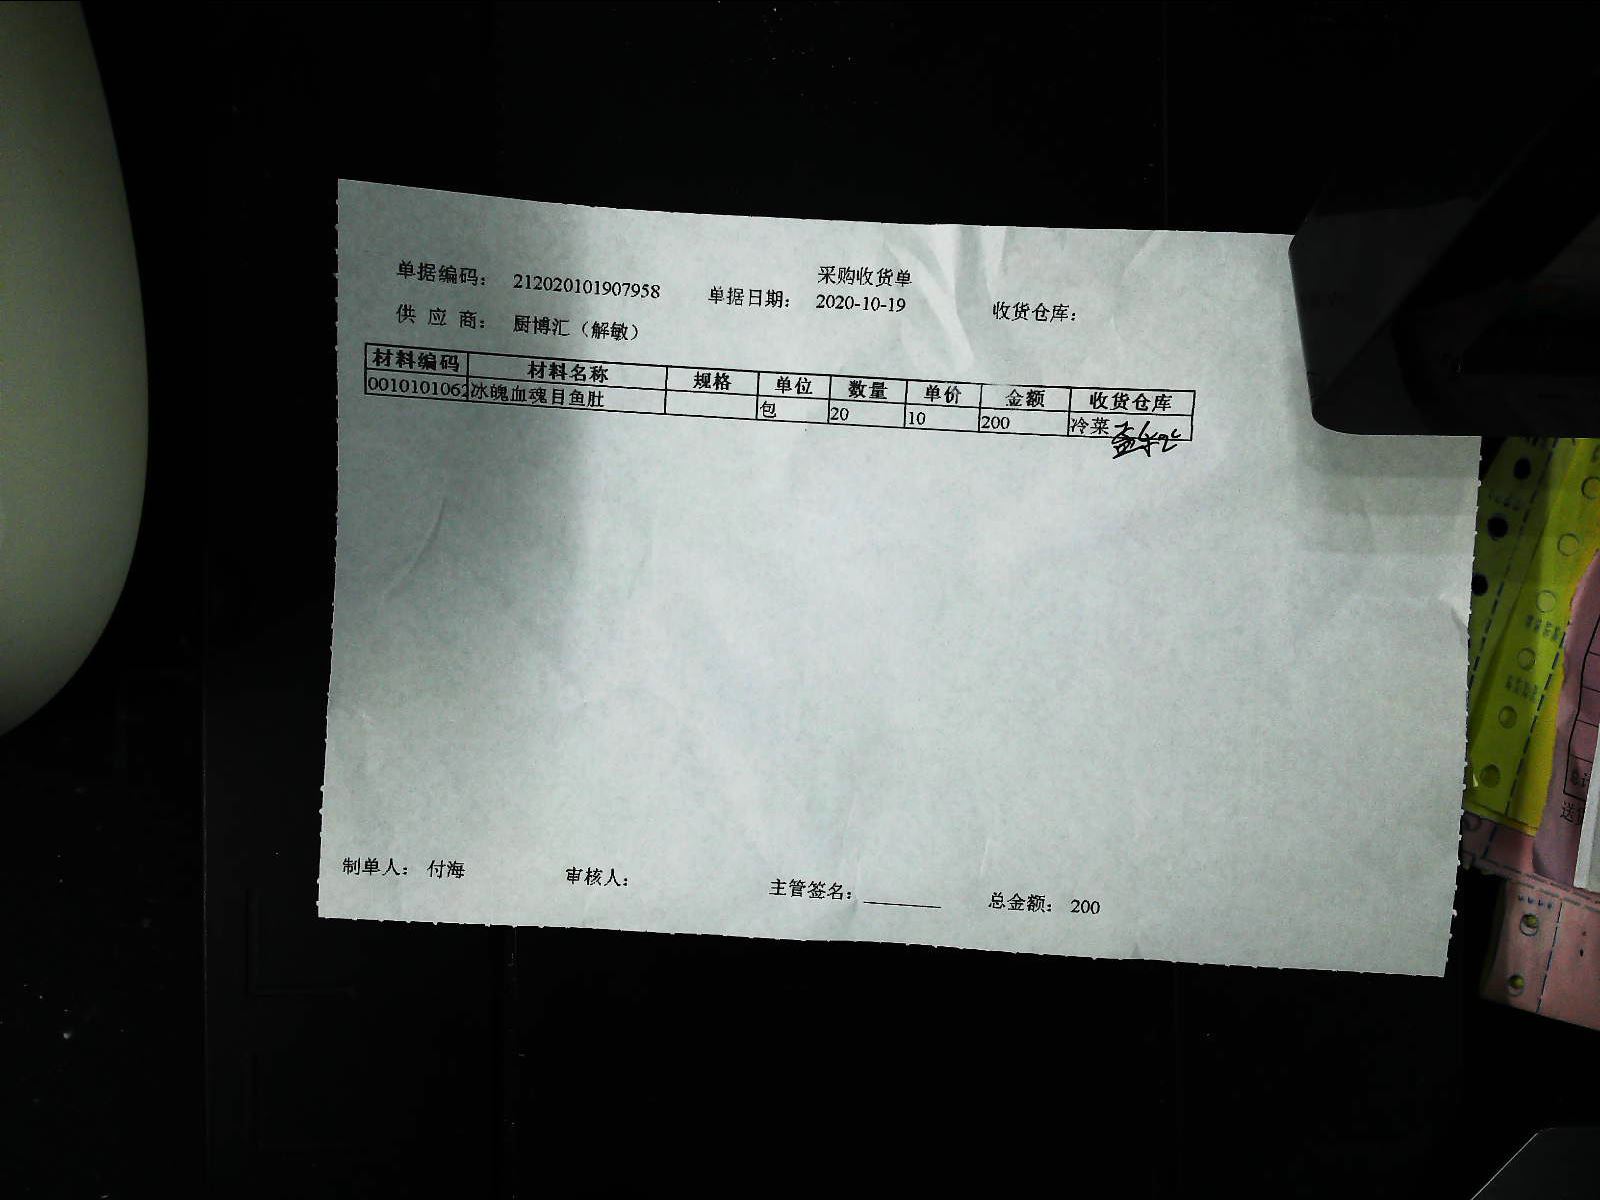 采购收货单
单据编码： 212020101907958 单据日期： 2020-10-19 收货仓库：
供 应 商： 厨博汇（解敏）
材料编码 材料名称 规格 单位 数量 单价 金额 收货仓库
0010101062 冰魄血魂目鱼肚 包 20 10 200 冷菜
制单人： 付海 审核人： 主管签名： 总金额： 200